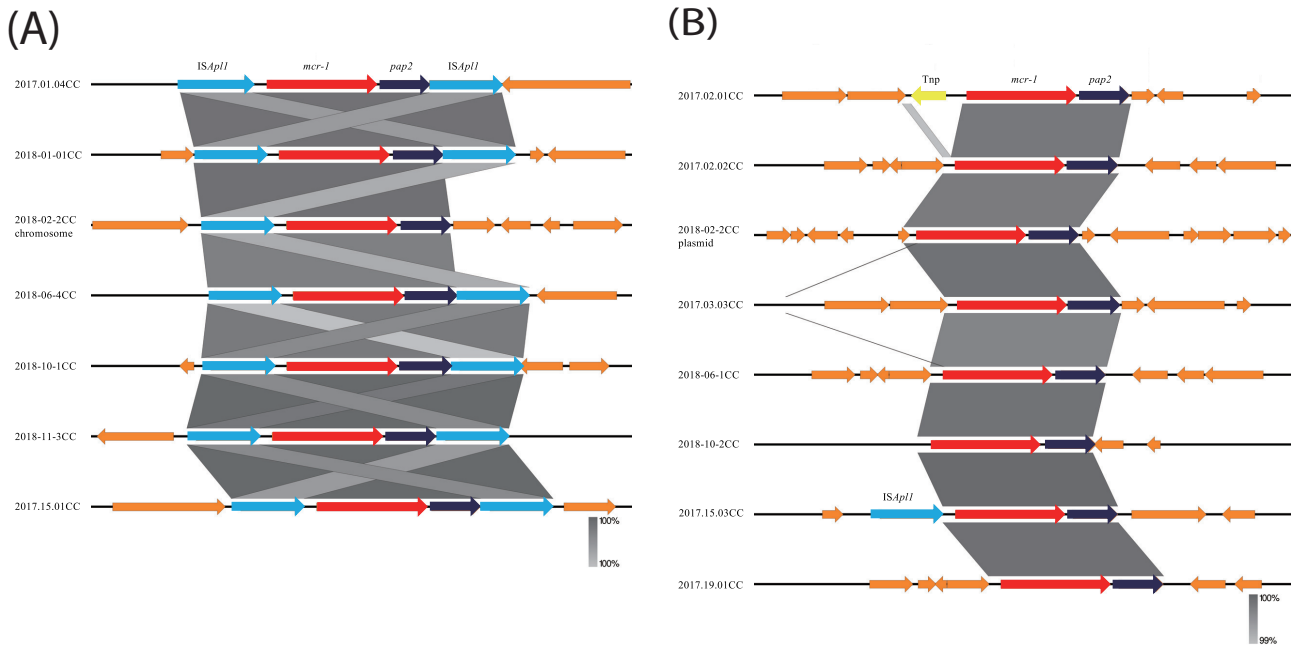 (A)
ISApl1 mcr-1 pap2 ISApl1
2017.01.04CC
2018-01-01CC
2018-02-2CC
chromosome
2018-06-4CC
2018-10-1CC
2018-11-3CC
2017.15.01CC
100%
100%
(B)
Tnp mcr-1 pap2
2017.02.01CC
2017.02.02CC
2018-02-2CC
plasmid
2017.03.03CC
2018-06-1CC
2018-10-2CC
ISApl1
2017.15.03CC
2017.19.01CC
100%
99%